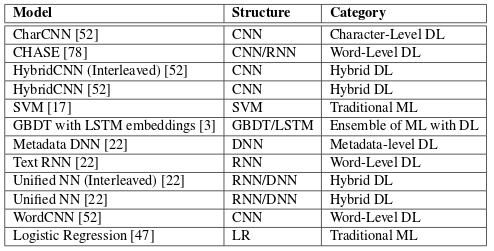 Model Structure Category
CharCNN [52] CNN Character-Level DL
CHASE [78] CNN/RNN Word-Level DL
HybridCNN (Interleaved) [52] CNN Hybrid DL
HybridCNN [52] CNN Hybrid DL
SVM [17] SVM Traditional ML
GBDT with LSTM embeddings [3] GBDT/LSTM Ensemble of ML with DL
Metadata DNN [22] DNN Metadata-level DL
Text RNN [22] RNN Word-Level DL
Unified NN (Interleaved) [22] RNN/DNN Hybrid DL
Unified NN [22] RNN/DNN Hybrid DL
WordCNN [52] CNN Word-Level DL
Logistic Regression [47] LR Traditional ML